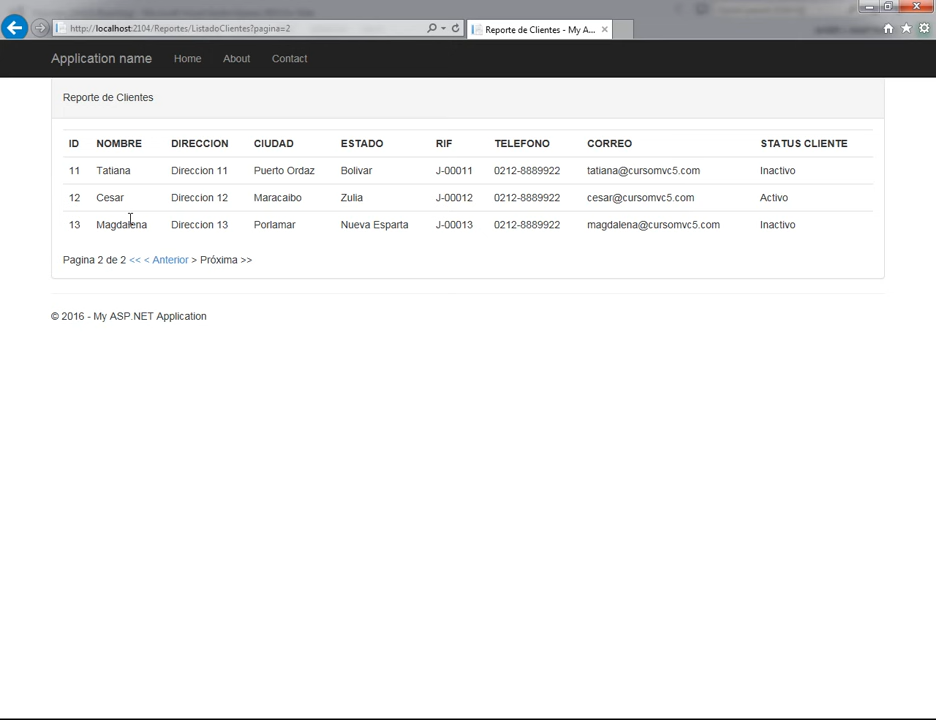 http://localhost:2104/Reportes/ListadoClientes?pagina=2
Reporte de Clientes - My A...
Application name Home About Contact
Reporte de Clientes
ID NOMBRE DIRECCION CIUDAD ESTADO RIF TELEFONO CORREO STATUS CLIENTE
11 Tatiana Direccion 11 Puerto Ordaz Bolivar J-00011 0212-8889922 tatiana@cursomvc5.com Inactivo
12 Cesar Direccion 12 Maracaibo Zulia J-00012 0212-8889922 cesar@cursomvc5.com Activo
13 Magdalena Direccion 13 Porlamar Nueva Esparta J-00013 0212-8889922 magdalena@cursomvc5.com Inactivo
Pagina 2 de 2 << < Anterior > Próxima >>
© 2016 - My ASP.NET Application